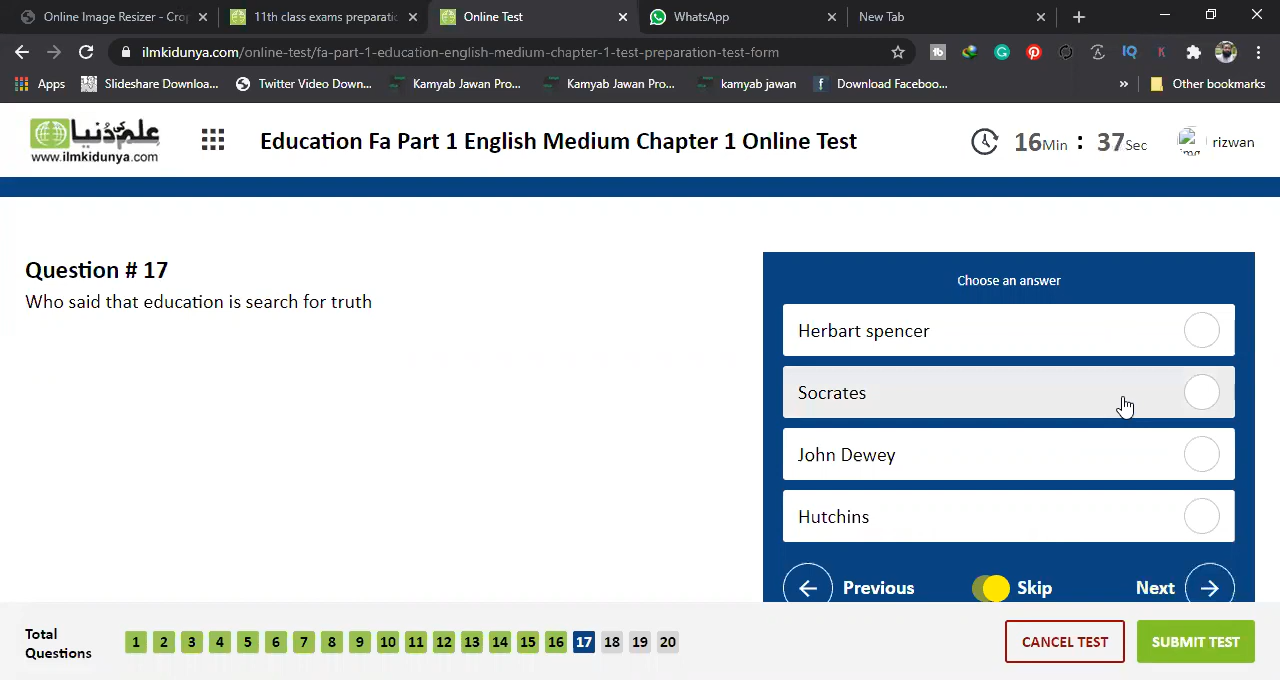 Online Image Resizer - Crop
11th class exams preparatic
Online Test
WhatsApp
New Tab
ilmkidunya.com/online-test/fa-part-1-education-english-medium-chapter-1-test-preparation-test-form
Apps
Slideshare Downloa...
Twitter Video Down...
Kamyab Jawan Pro...
Kamyab Jawan Pro...
kamyab jawan
Download Faceboo...
»
Other bookmarks
علم کی دنیا
www.ilmkidunya.com
Education Fa Part 1 English Medium Chapter 1 Online Test
16Min : 37Sec
rizwan
Question # 17
Who said that education is search for truth
Choose an answer
Herbart spencer
Socrates
John Dewey
Hutchins
Previous
Skip
Next
Total
Questions
1 2 3 4 5 6 7 8 9 10 11 12 13 14 15 16 17 18 19 20
CANCEL TEST
SUBMIT TEST